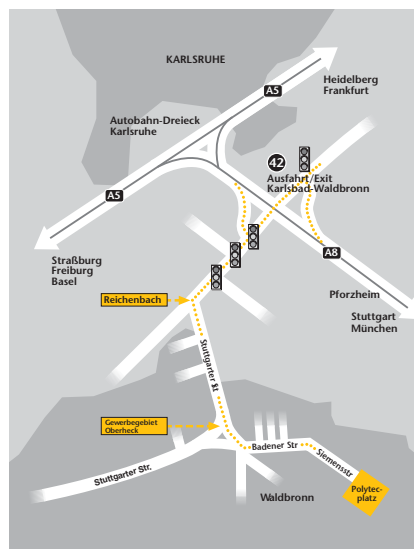 KARLSRUHE
A5
Heidelberg
Frankfurt
Autobahn-Dreieck
Karlsruhe
42
Ausfahrt/Exit
Karlsbad-Waldbronn
A5
Straßburg
Freiburg
Basel
A8
Pforzheim
Stuttgart
München
Reichenbach
Stuttgarter St
Gewerbegebiet
Oberheck
Badener Str
Siemensstr
Stuttgarter Str.
Waldbronn
Polytec-
platz